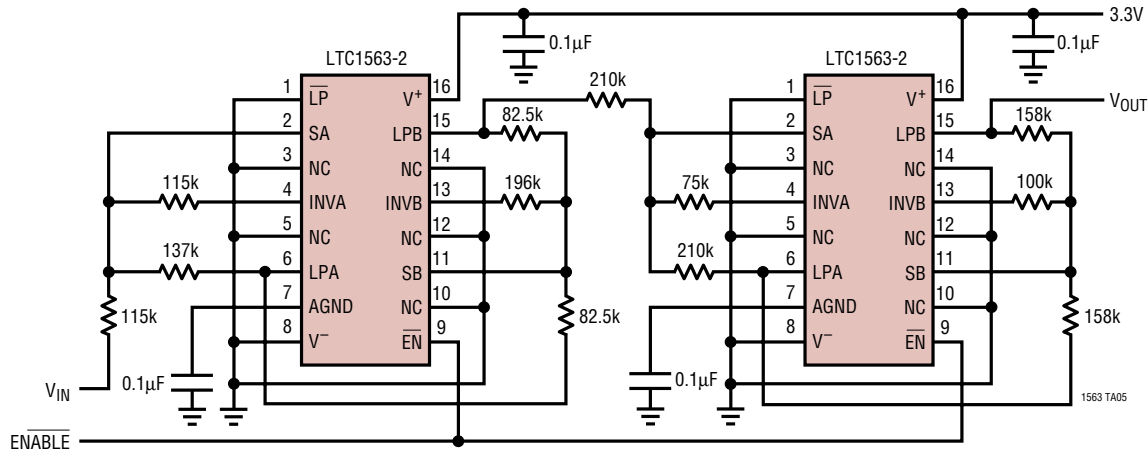 3.3V
0.1µF
0.1µF
LTC1563-2
LTC1563-2
1
LP
V+
16
210k
1
LP
V+
16
VOUT
2
SA
LPB
15
82.5k
2
SA
LPB
15
158k
3
NC
NC
14
3
NC
NC
14
115k
4
INVA
INVB
13
196k
75k
4
INVA
INVB
13
100k
5
NC
NC
12
5
NC
NC
12
137k
6
LPA
SB
11
210k
6
LPA
SB
11
115k
7
AGND
NC
10
82.5k
7
AGND
NC
10
158k
8
V−
EN
9
8
V−
EN
9
VIN
0.1µF
0.1µF
1563 TA05
ENABLE